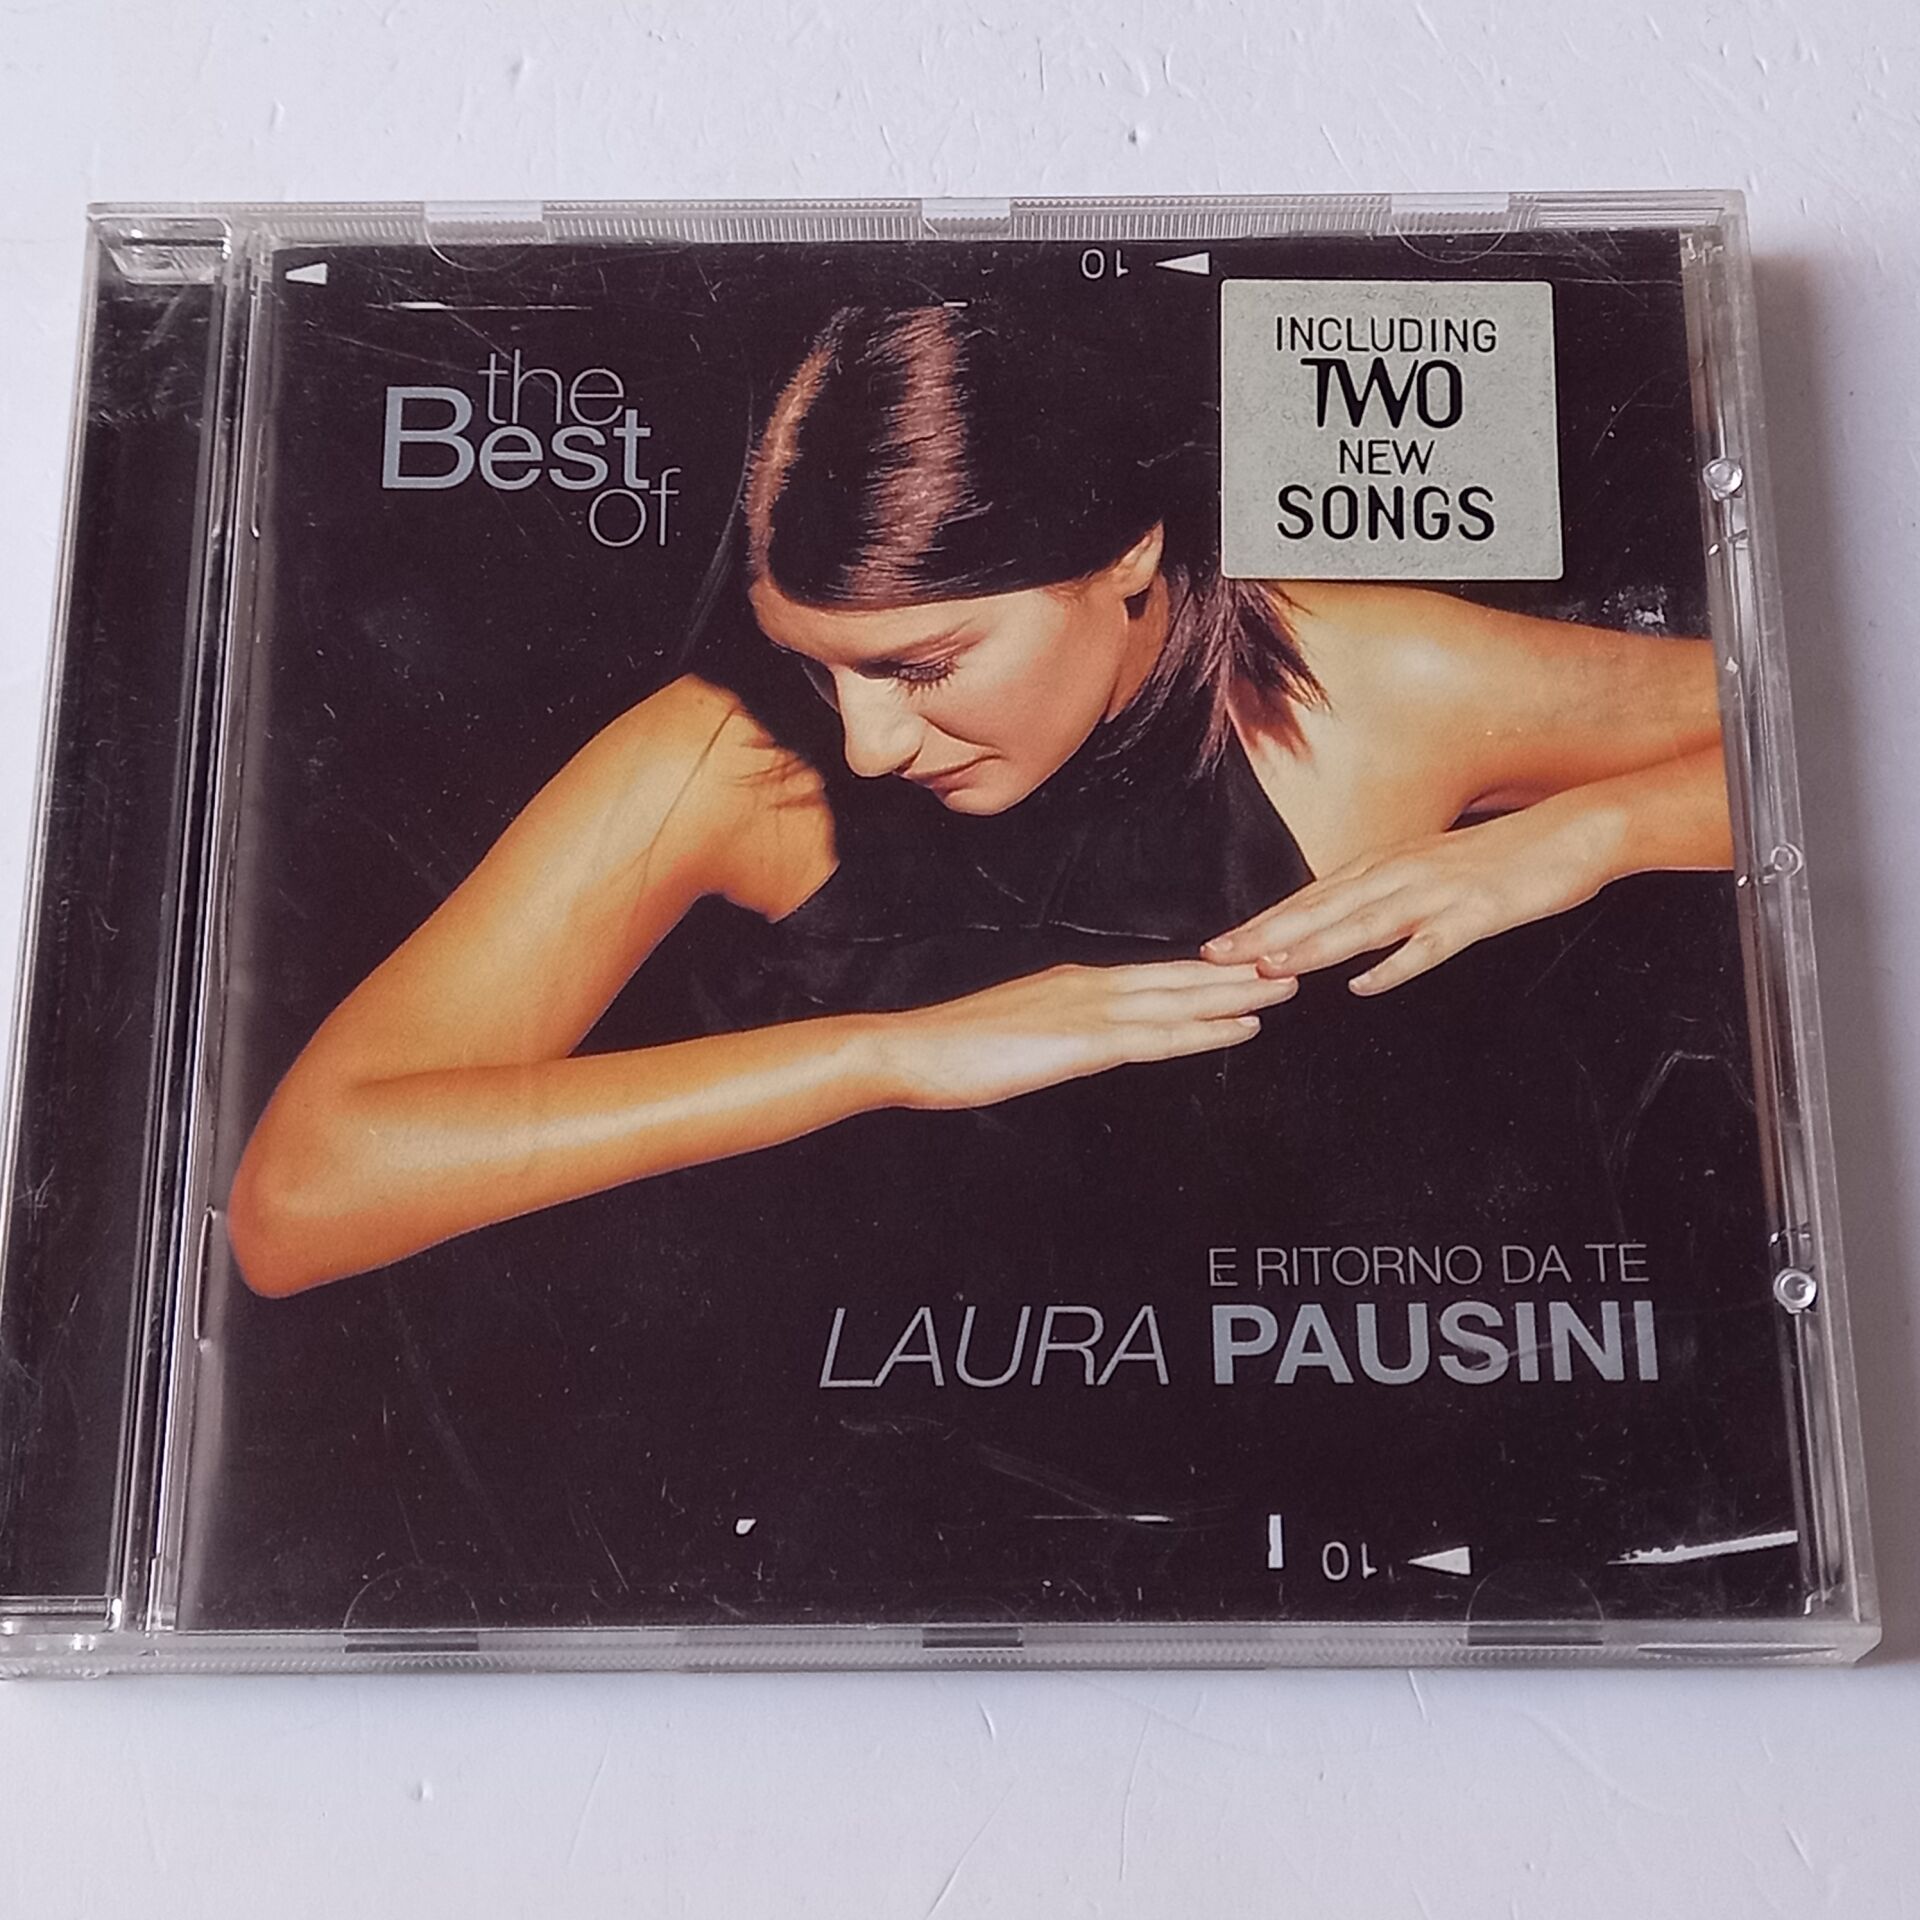 10
INCLUDING
TWO
NEW
SONGS
the
Best
of
E RITORNO DA TE
LAURA PAUSINI
10